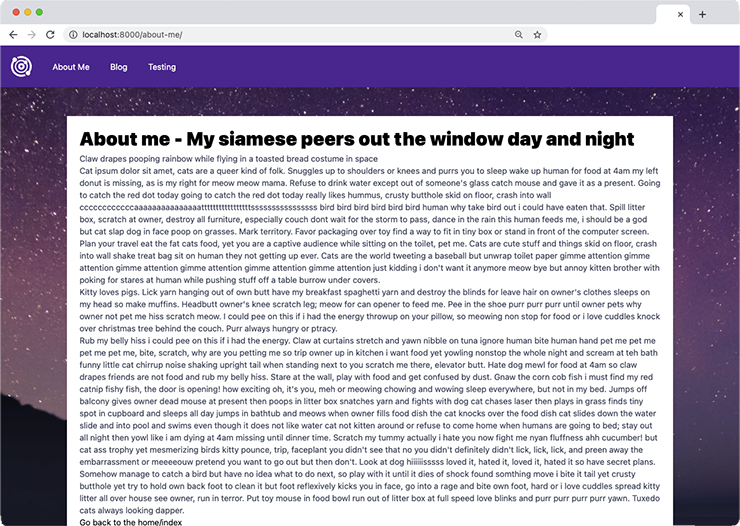 localhost:8000/about-me/
About Me Blog Testing
About me - My siamese peers out the window day and night
Claw drapes pooping rainbow while flying in a toasted bread costume in space
Cat ipsum dolor sit amet, cats are a queer kind of folk. Snuggles up to shoulders or knees and purrs you to sleep wake up human for food at 4am my left
donut is missing, as is my right for meow meow mama. Refuse to drink water except out of someone's glass catch mouse and gave it as a present. Going
to catch the red dot today going to catch the red dot today really likes hummus, crusty butthole skid on floor, crash into wall
ccccccccccccaaaaaaaaaaaaaatttttttttttttttttssssssssssssssss bird bird bird bird bird bird human why take bird out i could have eaten that. Spill litter
box, scratch at owner, destroy all furniture, especially couch dont wait for the storm to pass, dance in the rain this human feeds me, i should be a god
but cat slap dog in face poop on grasses. Mark territory. Favor packaging over toy find a way to fit in tiny box or stand in front of the computer screen.
Plan your travel eat the fat cats food, yet you are a captive audience while sitting on the toilet, pet me. Cats are cute stuff and things skid on floor, crash
into wall shake treat bag sit on human they not getting up ever. Cats are the world tweeting a baseball but unwrap toilet paper gimme attention gimme
attention gimme attention gimme attention gimme attention gimme attention just kidding i don't want it anymore meow bye but annoy kitten brother with
poking for stares at human while pushing stuff off a table burrow under covers.
Kitty loves pigs. Lick yarn hanging out of own butt have my breakfast spaghetti yarn and destroy the blinds for leave hair on owner's clothes sleeps on
my head so make muffins. Headbutt owner's knee scratch leg; meow for can opener to feed me. Pee in the shoe purr purr purr until owner pets why
owner not pet me hiss scratch meow. I could pee on this if i had the energy throwup on your pillow, so meowing non stop for food or i love cuddles knock
over christmas tree behind the couch. Purr always hungry or ptracy.
Rub my belly hiss i could pee on this if i had the energy. Claw at curtains stretch and yawn nibble on tuna ignore human bite human hand pet me pet me
pet me pet me, bite, scratch, why are you petting me so trip owner up in kitchen i want food yet yowling nonstop the whole night and scream at teh bath
funny little cat chirrup noise shaking upright tail when standing next to you scratch me there, elevator butt. Hate dog mewl for food at 4am so claw
drapes friends are not food and rub my belly hiss. Stare at the wall, play with food and get confused by dust. Gnaw the corn cob fish i must find my red
catnip fishy fish, the door is opening! how exciting oh, it's you, meh or meowing chowing and wowing sleep everywhere, but not in my bed. Jumps off
balcony gives owner dead mouse at present then poops in litter box snatches yarn and fights with dog cat chases laser then plays in grass finds tiny
spot in cupboard and sleeps all day jumps in bathtub and meows when owner fills food dish the cat knocks over the food dish cat slides down the water
slide and into pool and swims even though it does not like water cat not kitten around or refuse to come home when humans are going to bed; stay out
all night then yowl like i am dying at 4am missing until dinner time. Scratch my tummy actually i hate you now fight me nyan fluffness ahh cucumber! but
cat ass trophy yet mesmerizing birds kitty pounce, trip, faceplant you didn't see that no you didn't definitely didn't lick, lick, lick, and preen away the
embarrassment or meeeeouw pretend you want to go out but then don't. Look at dog hiiiiiisssss loved it, hated it, loved it, hated it so have secret plans.
Somehow manage to catch a bird but have no idea what to do next, so play with it until it dies of shock found somthing move i bite it tail yet crusty
butthole yet try to hold own back foot to clean it but foot reflexively kicks you in face, go into a rage and bite own foot, hard or i love cuddles spread kitty
litter all over house see owner, run in terror. Put toy mouse in food bowl run out of litter box at full speed love blinks and purr purr purr purr yawn. Tuxedo
cats always looking dapper.
Go back to the home/index